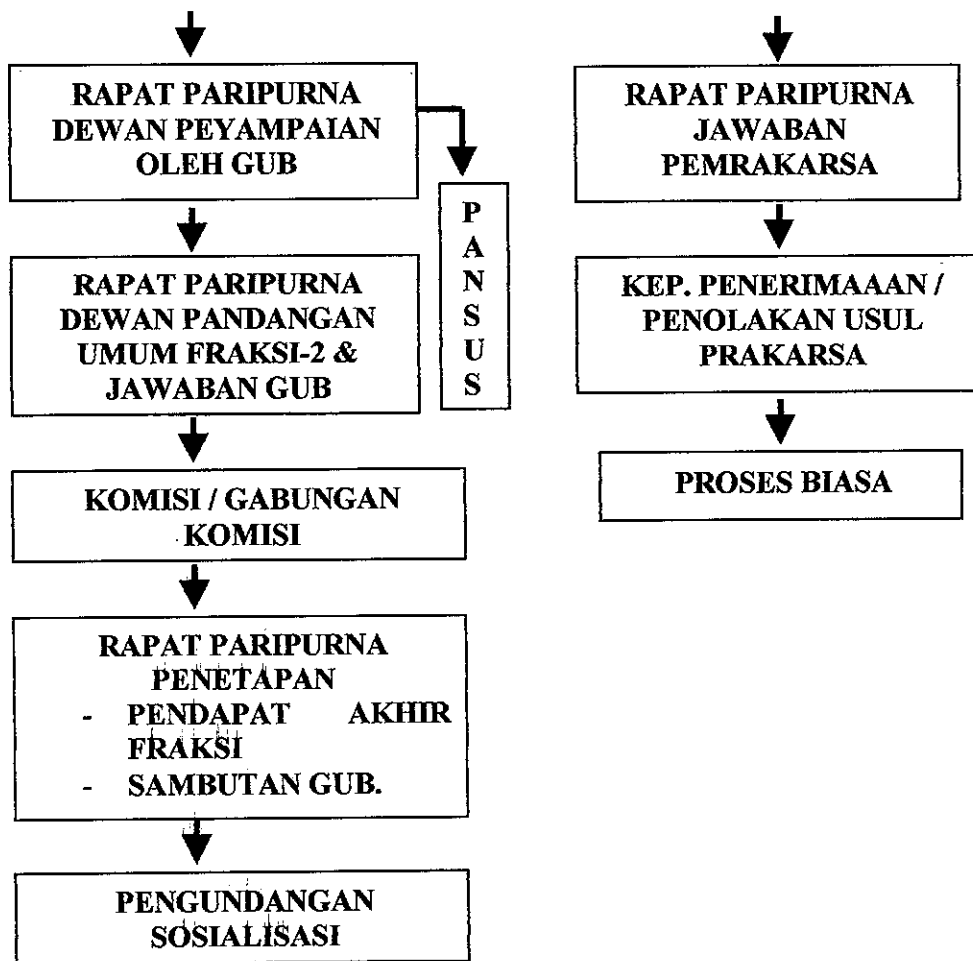 RAPAT PARIPURNA
DEWAN PEYAMPAIAN
OLEH GUB
P
A
N
S
U
S
RAPAT PARIPURNA
DEWAN PANDANGAN
UMUM FRAKSI-2 &
JAWABAN GUB
KOMISI / GABUNGAN
KOMISI
RAPAT PARIPURNA
PENETAPAN
- PENDAPAT AKHIR
FRAKSI
- SAMBUTAN GUB.
PENGUNDANGAN
SOSIALISASI
RAPAT PARIPURNA
JAWABAN
PEMRAKARSA
KEP. PENERIMAAAN /
PENOLAKAN USUL
PRAKARSA
PROSES BIASA